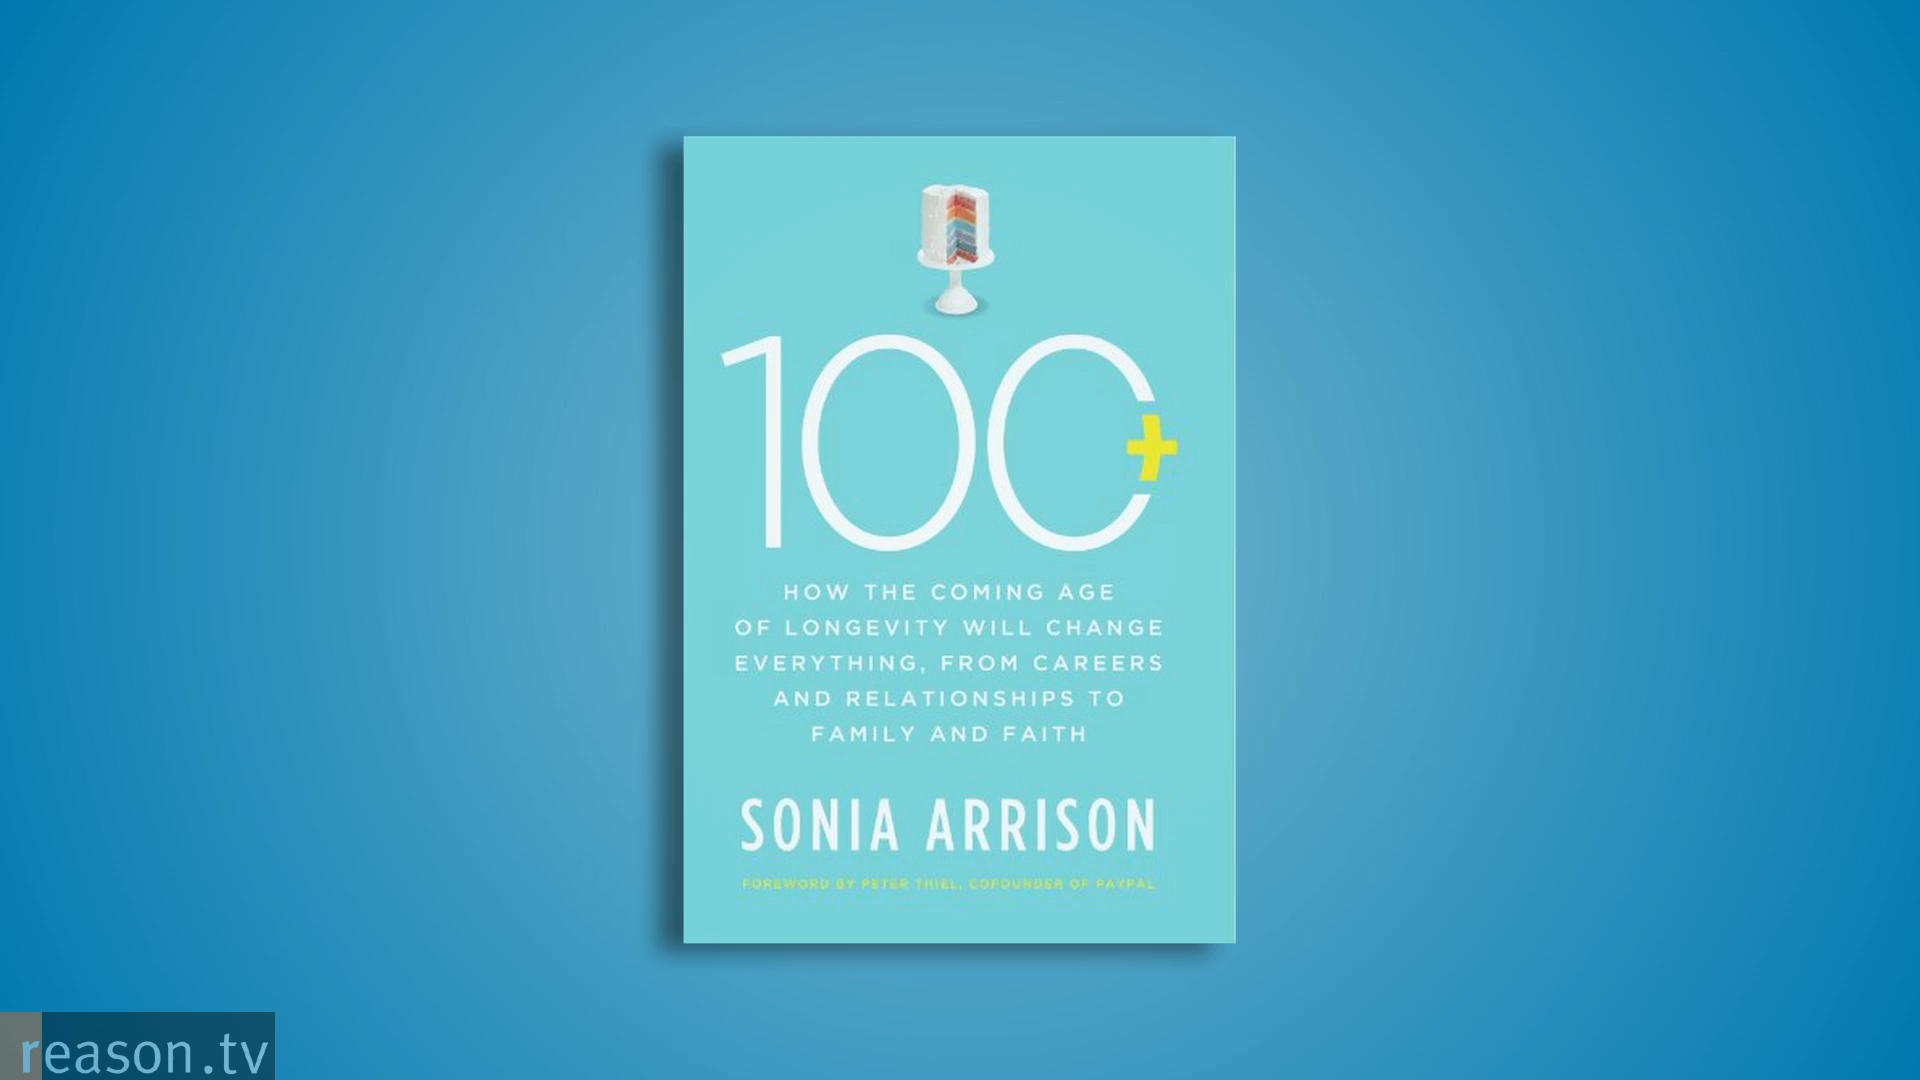 100+
HOW THE COMING AGE
OF LONGEVITY WILL CHANGE
EVERYTHING, FROM CAREERS
AND RELATIONSHIPS TO
FAMILY AND FAITH
SONIA ARRISON
FOREWORD BY PETER THIEL, COFOUNDER OF PAYPAL
reason.tv